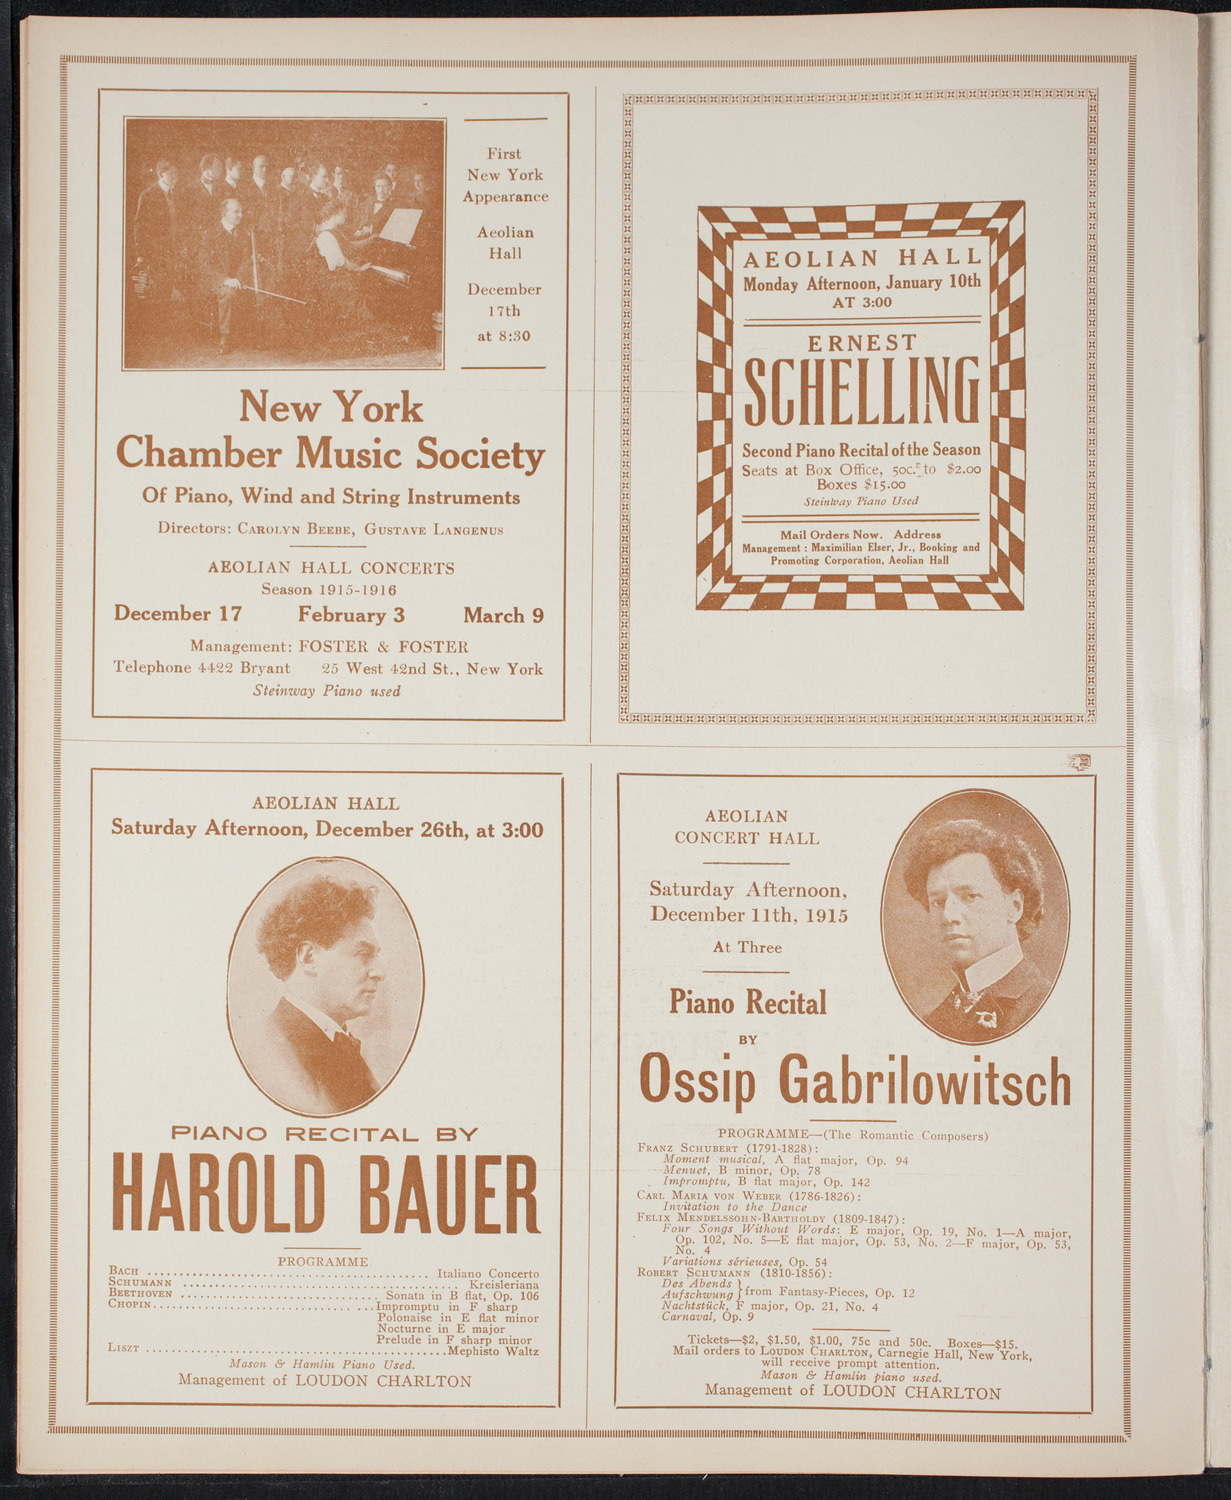 First
New York
Appearance
Aeolian
Hall
December
17th
at 8:30
New York
Chamber Music Society
Of Piano, Wind and String Instruments
Directors: Carolyn Beebe, Gustave Langenus
AEOLIAN HALL CONCERTS
Season 1915-1916
December 17 February 3 March 9
Management: FOSTER & FOSTER
Telephone 4422 Bryant 25 West 42nd St., New York
Steinway Piano used
AEOLIAN HALL
Monday Afternoon, January 10th
AT 3:00
ERNEST
SCHELLING
Second Piano Recital of the Season
Seats at Box Office, 50c. to $2.00
Boxes $15.00
Steinway Piano Used
Mail Orders Now. Address
Management : Maximilian Elser, Jr., Booking and
Promoting Corporation, Aeolian Hall
AEOLIAN HALL
Saturday Afternoon, December 26th, at 3:00
PIANO RECITAL BY
HAROLD BAUER
PROGRAMME
Bach ........................................ Italiano Concerto
Schumann ........................................ Kreisleriana
Beethoven ............................. Sonata in B flat, Op. 106
Chopin.................................Impromptu in F sharp
Polonaise in E flat minor
Nocturne in E major
Prelude in F sharp minor
Liszt ...........................................Mephisto Waltz
Mason & Hamlin Piano Used.
Management of LOUDON CHARLTON
AEOLIAN
CONCERT HALL
Saturday Afternoon,
December 11th, 1915
At Three
Piano Recital
BY
Ossip Gabrilowitsch
PROGRAMME—(The Romantic Composers)
Franz Schubert (1791-1828):
Moment musical, A flat major, Op. 94
Menuet, B minor, Op. 78
Impromptu, B flat major, Op. 142
Carl Maria von Weber (1786-1826):
Invitation to the Dance
Felix Mendelssohn-Bartholdy (1809-1847):
Four Songs Without Words: E major, Op. 19, No. 1—A major,
Op. 102, No. 5—E flat major, Op. 53, No. 2—F major, Op. 53,
No. 4
Variations sérieuses, Op. 54
Robert Schumann (1810-1856):
Des Abends
Aufschwung } from Fantasy-Pieces, Op. 12
Nachtstück, F major, Op. 21, No. 4
Carnaval, Op. 9
Tickets—$2, $1.50, $1.00, 75c and 50c. Boxes—$15.
Mail orders to Loudon Charlton, Carnegie Hall, New York,
will receive prompt attention.
Mason & Hamlin piano used.
Management of LOUDON CHARLTON